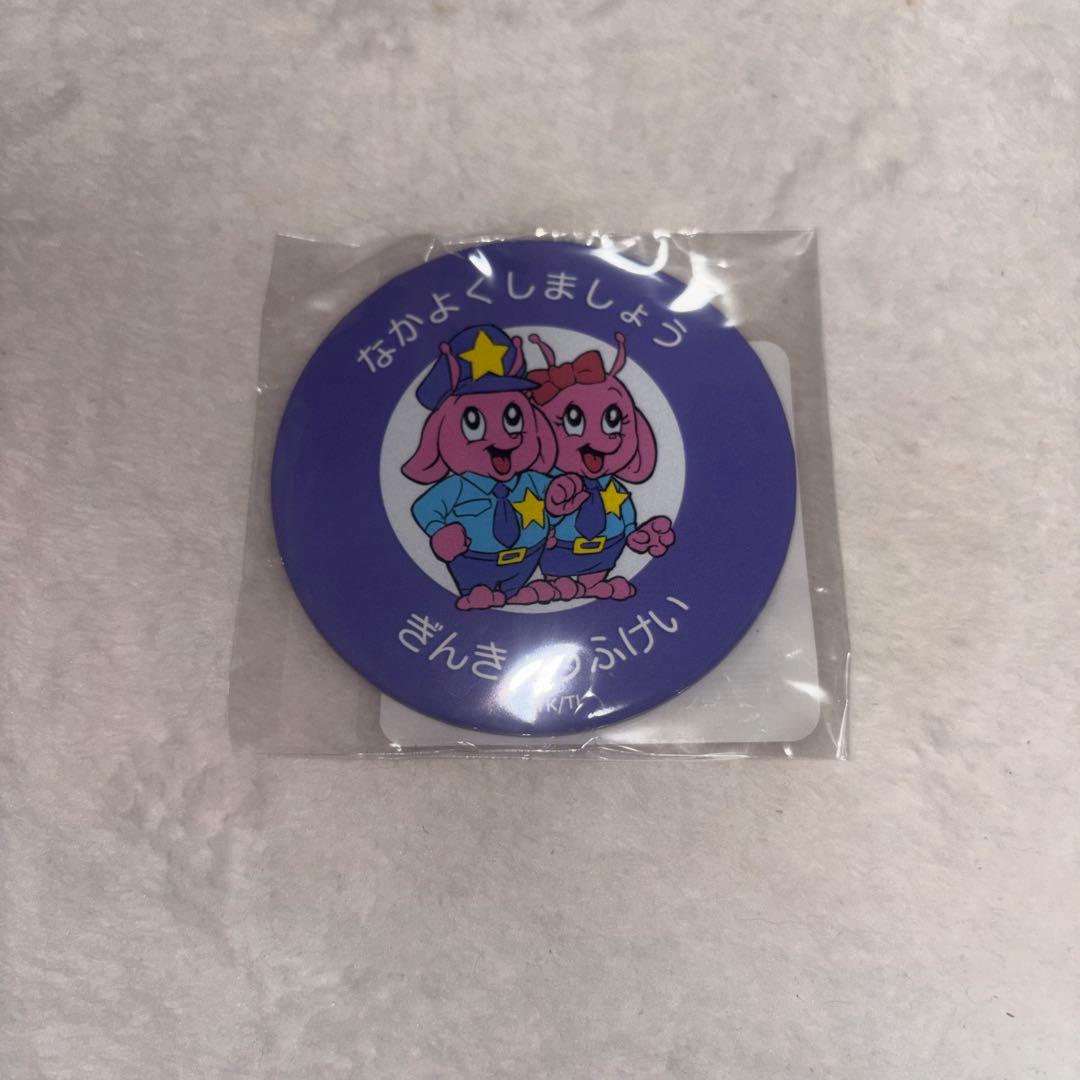 なかよくしましょう
ぎんき ふけい